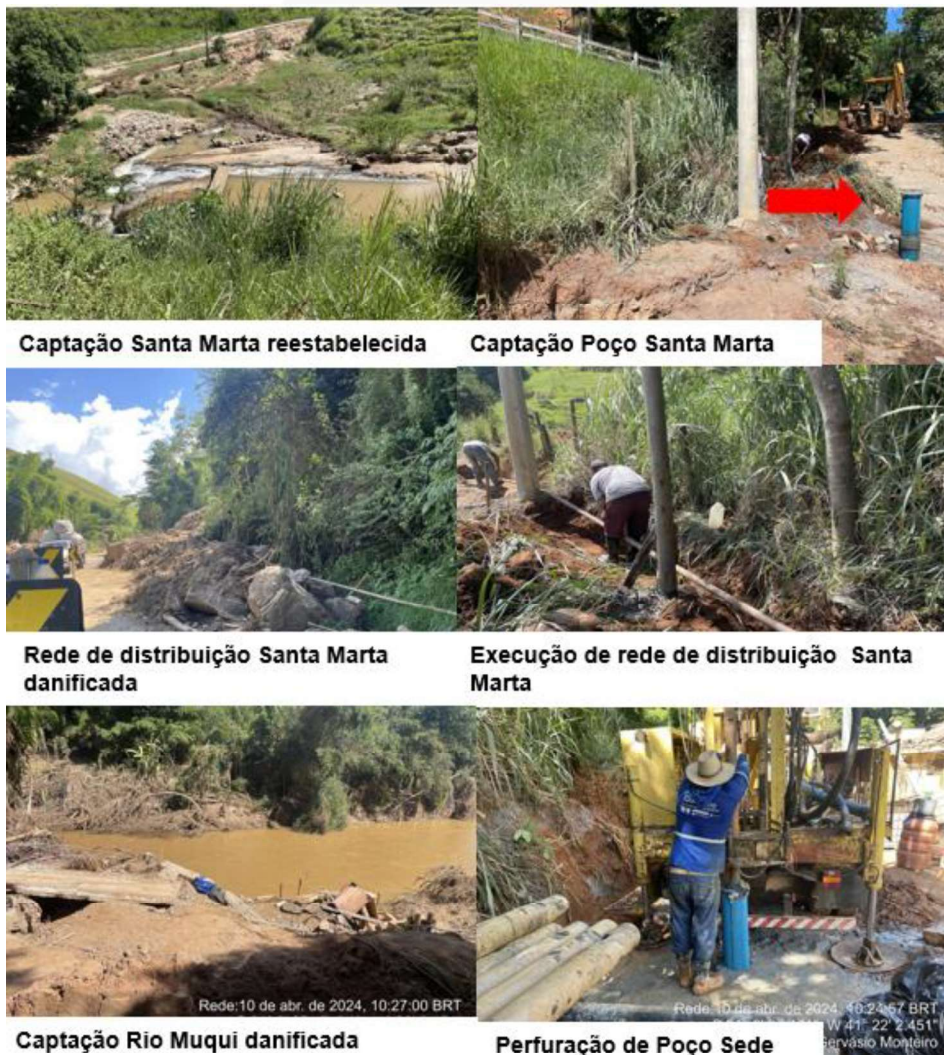 Captação Santa Marta reestabelecida
Captação Poço Santa Marta
Rede de distribuição Santa Marta
danificada
Execução de rede de distribuição Santa
Marta
Rede:10 de abr. de 2024, 10:27:00 BRT
Captação Rio Muqui danificada
Rede:10 de abr. de 2024, 10:24:57 BRT
W 41° 22' 2.451"
Gervásio Monteiro
Perfuração de Poço Sede